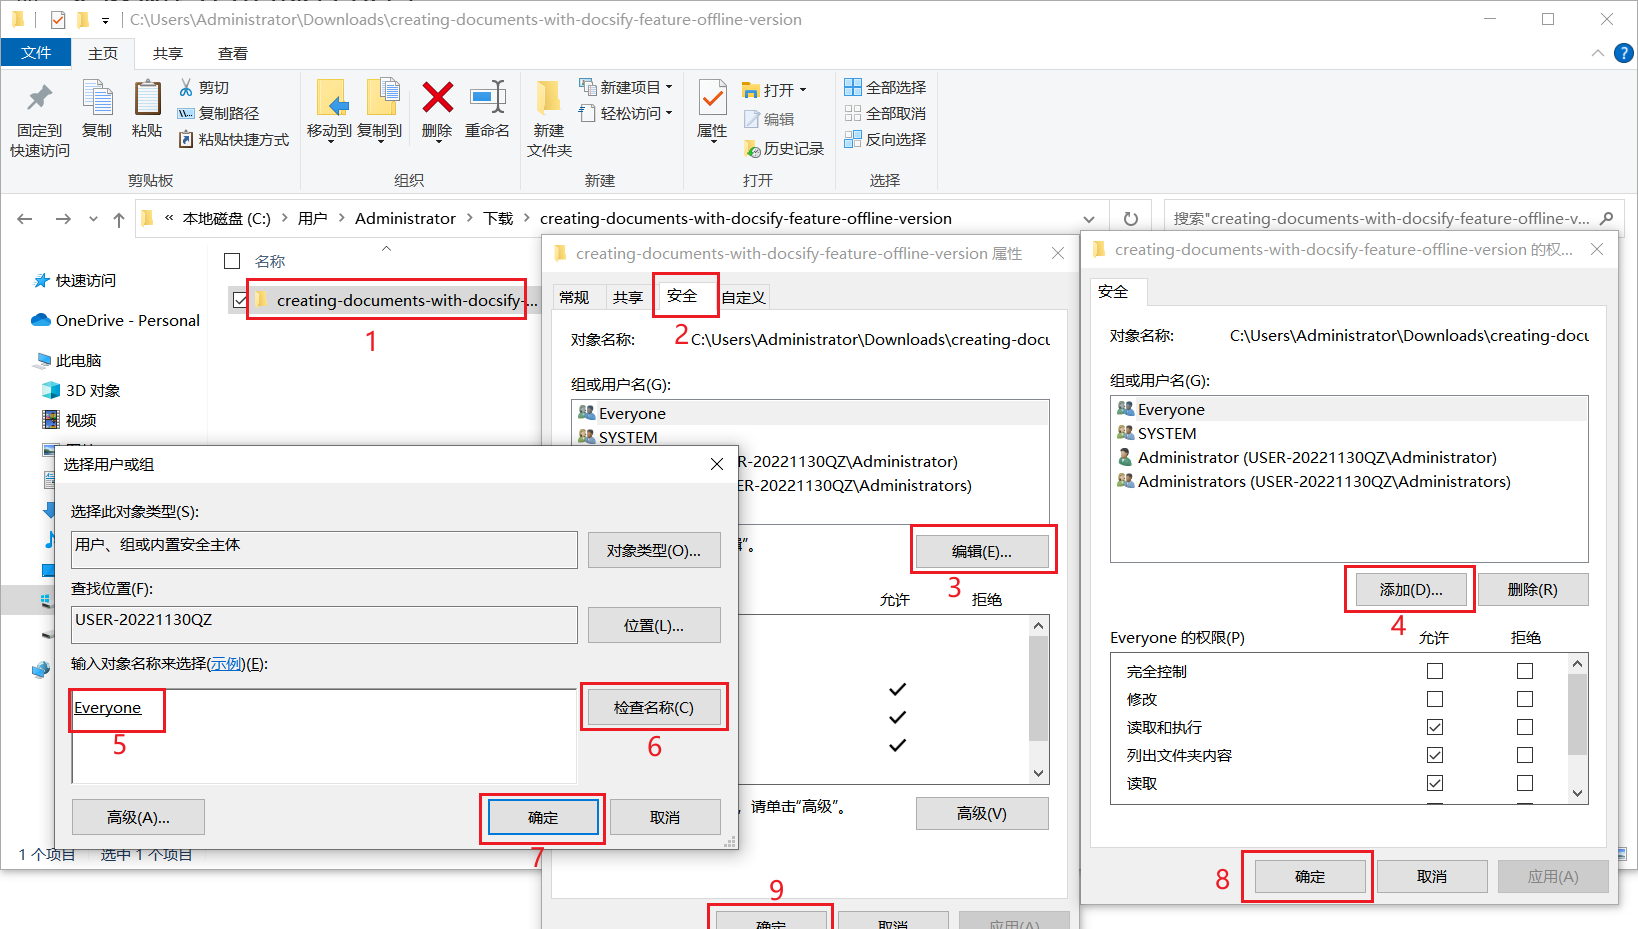 C:\Users\Administrator\Downloads\creating-documents-with-docsify-feature-offline-version
文件 主页 共享 查看
固定到
快速访问
复制
粘贴
剪切
复制路径
粘贴快捷方式
剪贴板
移动到
复制到
删除
重命名
组织
新建
文件夹
新建项目
轻松访问
新建
属性
打开
编辑
历史记录
打开
全部选择
全部取消
反向选择
选择
« 本地磁盘 (C:) > 用户 > Administrator > 下载 > creating-documents-with-docsify-feature-offline-version
搜索"creating-documents-with-docsify-feature-offline-v...
快速访问
OneDrive - Personal
此电脑
3D 对象
视频
名称
creating-documents-with-docsify-...
1
1 个项目 选中 1 个项目
creating-documents-with-docsify-feature-offline-version 属性
常规 共享 安全 自定义
2
对象名称: C:\Users\Administrator\Downloads\creating-docu
组或用户名(G):
Everyone
SYSTEM
R-20221130QZ\Administrator)
ER-20221130QZ\Administrators)
”。
编辑(E)...
3
允许 拒绝
，请单击“高级”。
高级(V)
9
确定 取消 应用(A)
选择用户或组
选择此对象类型(S):
用户、组或内置安全主体
对象类型(O)...
查找位置(F):
USER-20221130QZ
位置(L)...
输入对象名称来选择(示例)(E):
Everyone
检查名称(C)
5
6
高级(A)...
确定
取消
7
creating-documents-with-docsify-feature-offline-version 的权...
安全
对象名称: C:\Users\Administrator\Downloads\creating-docu
组或用户名(G):
Everyone
SYSTEM
Administrator (USER-20221130QZ\Administrator)
Administrators (USER-20221130QZ\Administrators)
添加(D)...
删除(R)
4
Everyone 的权限(P) 允许 拒绝
完全控制
修改
读取和执行
列出文件夹内容
读取
8
确定 取消 应用(A)